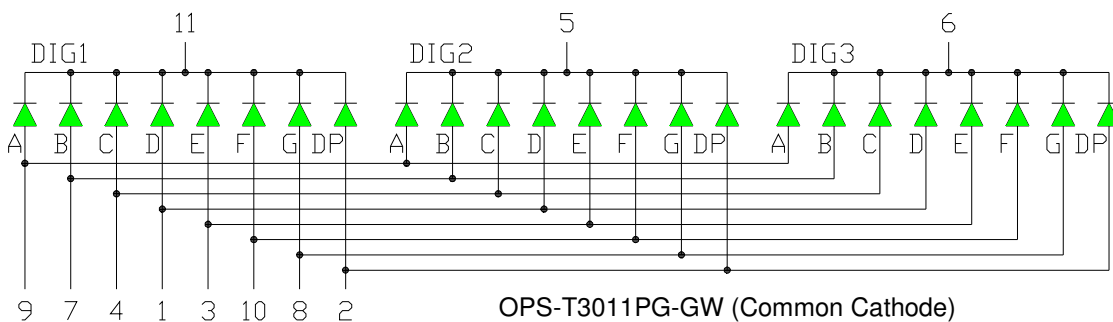 11 5 6
DIG1 DIG2 DIG3
A B C D E F G DP A B C D E F G DP A B C D E F G DP
9 7 4 1 3 10 8 2 OPS-T3011PG-GW (Common Cathode)